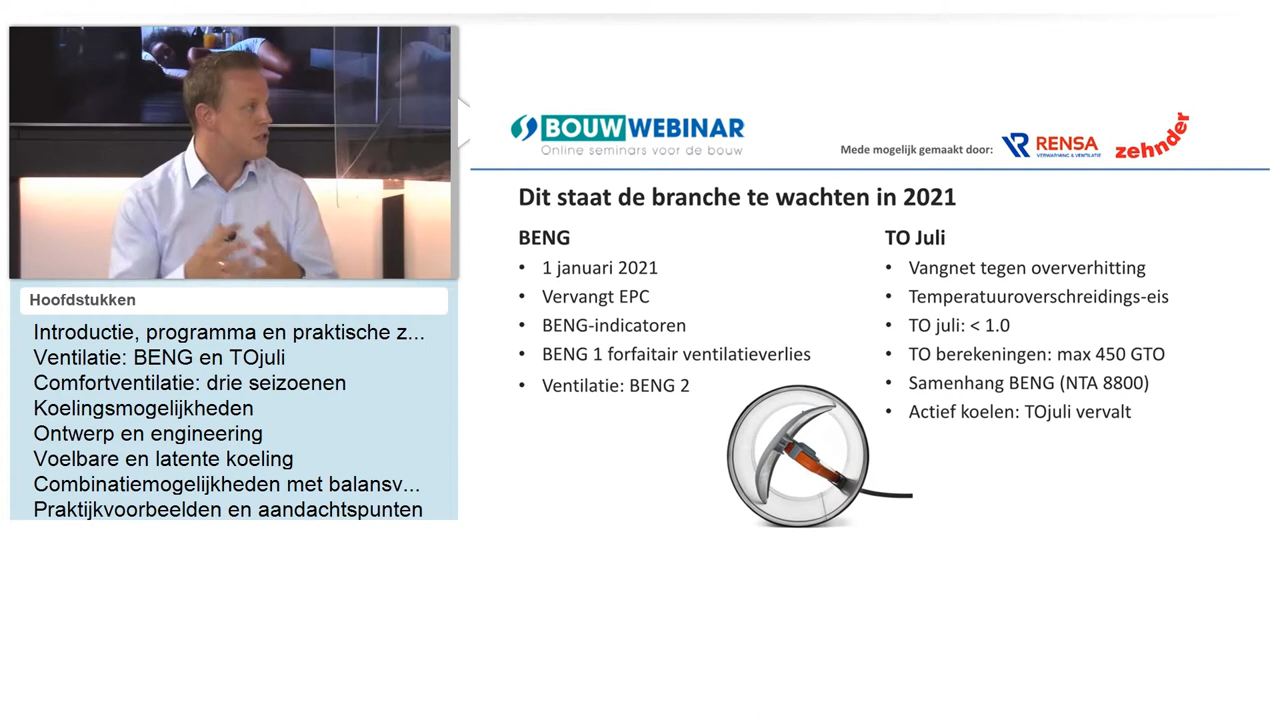 BOUWWEBINAR
Online seminars voor de bouw
Mede mogelijk gemaakt door:
RENSA
VERWARMING & VENTILATIE
zehnder
Dit staat de branche te wachten in 2021
BENG
• 1 januari 2021
• Vervangt EPC
• BENG-indicatoren
• BENG 1 forfaitair ventilatieverlies
• Ventilatie: BENG 2
TO Juli
• Vangnet tegen oververhitting
• Temperatuuroverschreidings-eis
• TO juli: < 1.0
• TO berekeningen: max 450 GTO
• Samenhang BENG (NTA 8800)
• Actief koelen: TOjuli vervalt
Hoofdstukken
Introductie, programma en praktische z...
Ventilatie: BENG en TOjuli
Comfortventilatie: drie seizoenen
Koelingsmogelijkheden
Ontwerp en engineering
Voelbare en latente koeling
Combinatiemogelijkheden met balansv...
Praktijkvoorbeelden en aandachtspunten